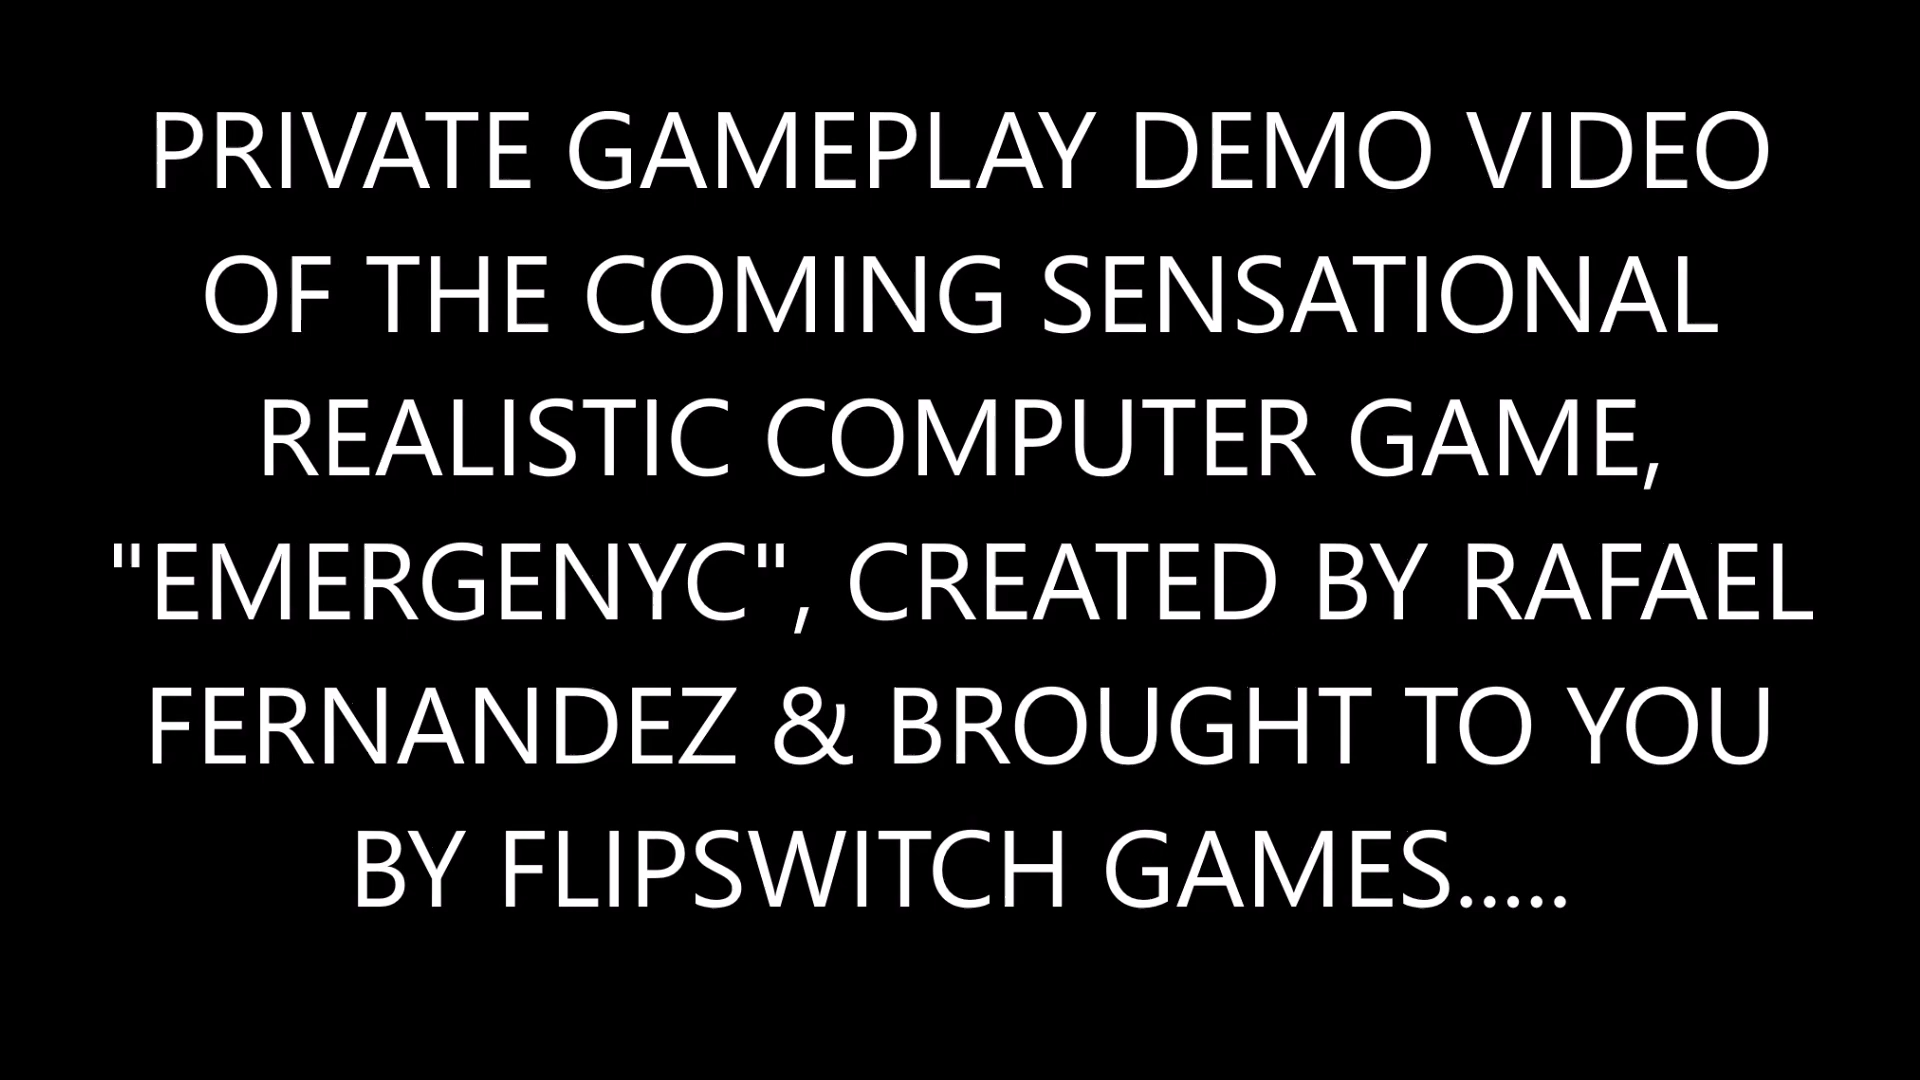 PRIVATE GAMEPLAY DEMO VIDEO
OF THE COMING SENSATIONAL
REALISTIC COMPUTER GAME,
"EMERGENYC", CREATED BY RAFAEL
FERNANDEZ & BROUGHT TO YOU
BY FLIPSWITCH GAMES.....